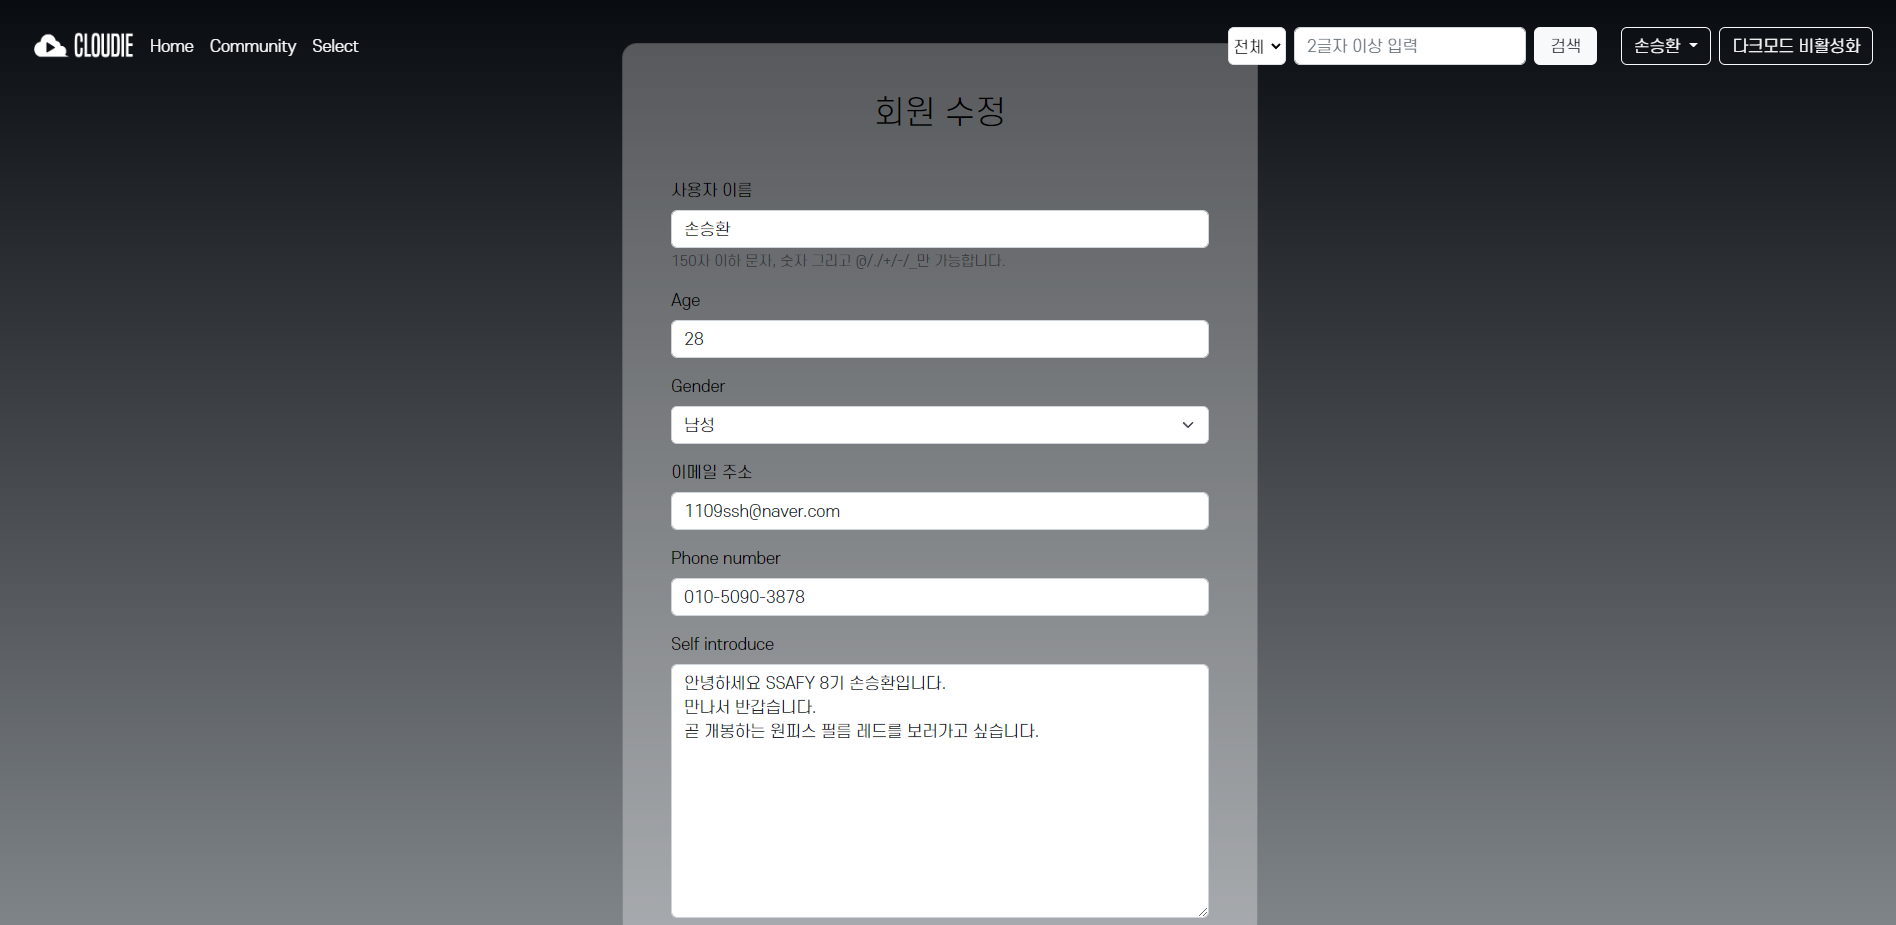 CLOUDIE Home Community Select 전체 2글자 이상 입력 검색 손승환 다크모드 비활성화
회원 수정
사용자 이름
손승환
150자 이하 문자, 숫자 그리고 @/./+/-/_만 가능합니다.
Age
28
Gender
남성
이메일 주소
1109ssh@naver.com
Phone number
010-5090-3878
Self introduce
안녕하세요 SSAFY 8기 손승환입니다.
만나서 반갑습니다.
곧 개봉하는 원피스 필름 레드를 보러가고 싶습니다.